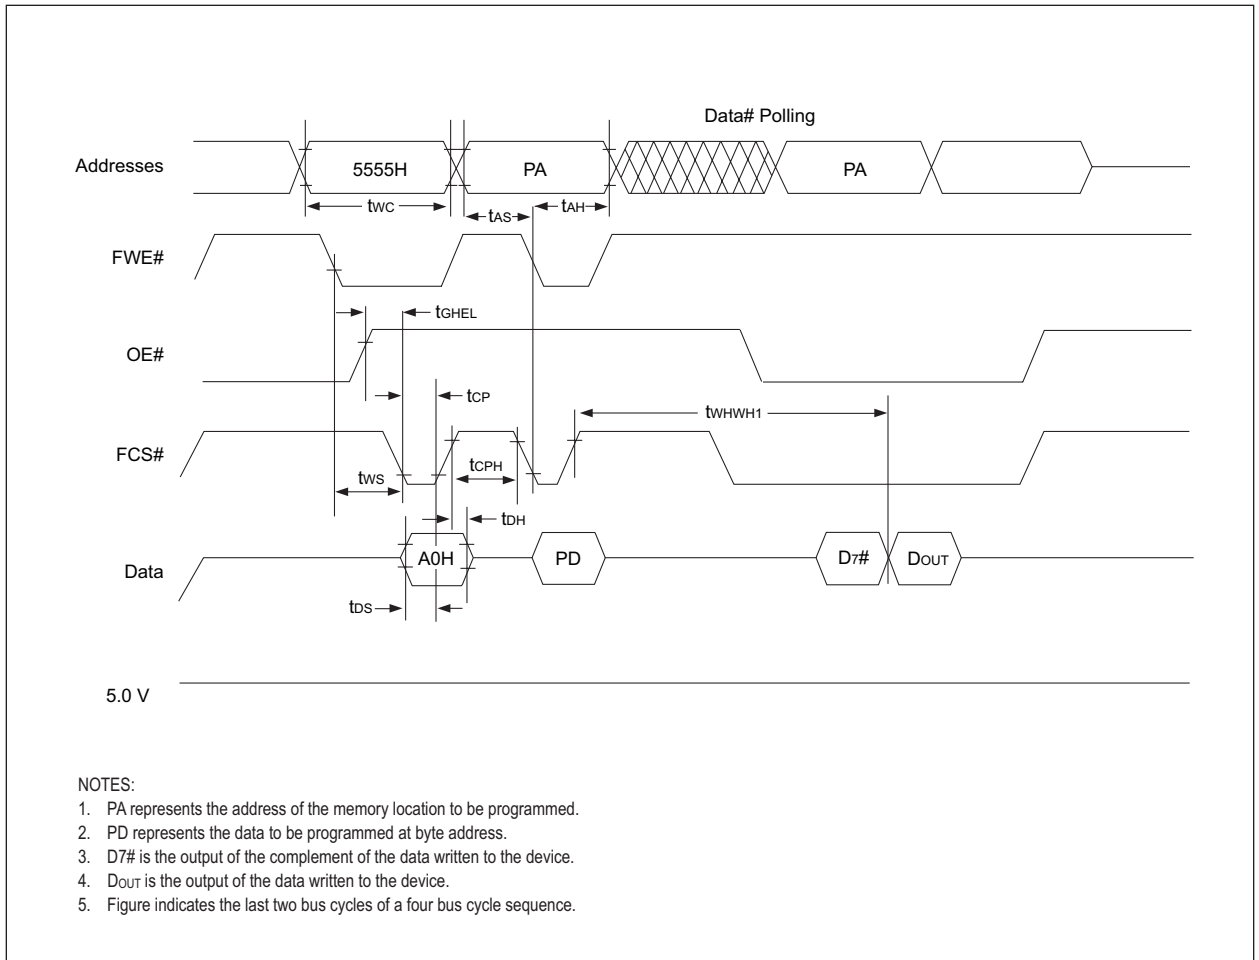 Data# Polling
Addresses
5555H
PA
PA
tWC
tAS
tAH
FWE#
tGHEL
OE#
tCP
tWHWH1
FCS#
tCPH
tWS
tDH
Data
A0H
PD
D7#
DOUT
tDS
5.0 V
NOTES:
1. PA represents the address of the memory location to be programmed.
2. PD represents the data to be programmed at byte address.
3. D7# is the output of the complement of the data written to the device.
4. DOUT is the output of the data written to the device.
5. Figure indicates the last two bus cycles of a four bus cycle sequence.